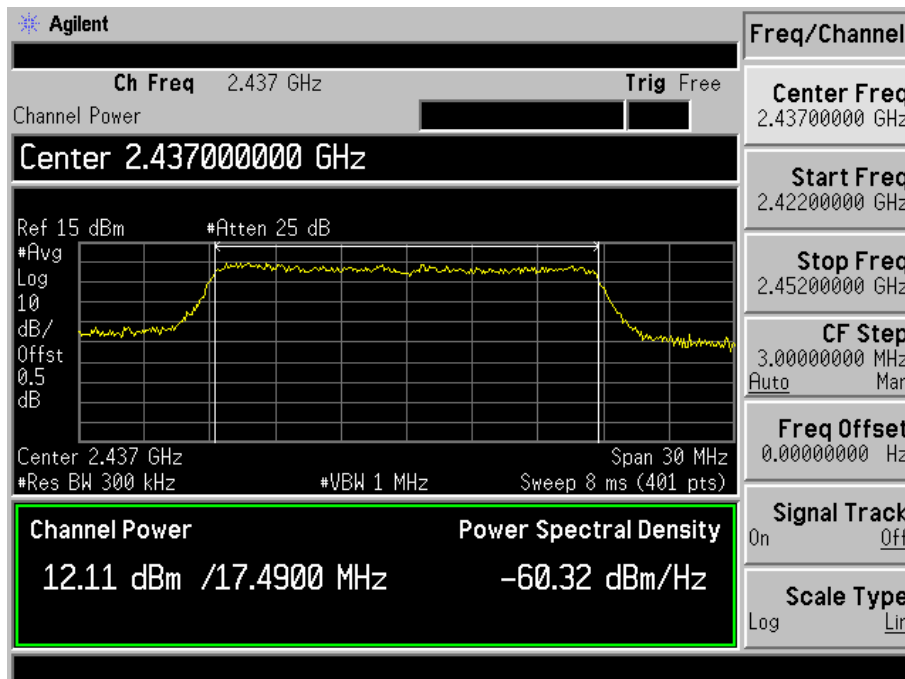 Agilent
Freq/Channel
Ch Freq 2.437 GHz Trig Free
Channel Power
Center 2.437000000 GHz
Ref 15 dBm #Atten 25 dB
#Avg
Log
10
dB/
Offst
0.5
dB
Center 2.437 GHz Span 30 MHz
#Res BW 300 kHz #VBW 1 MHz Sweep 8 ms (401 pts)
Channel Power Power Spectral Density
12.11 dBm /17.4900 MHz -60.32 dBm/Hz
Center Freq
2.43700000 GHz
Start Freq
2.42200000 GHz
Stop Freq
2.45200000 GHz
CF Step
3.00000000 MHz
Auto Man
Freq Offset
0.00000000 Hz
Signal Track
On Off
Scale Type
Log Lin